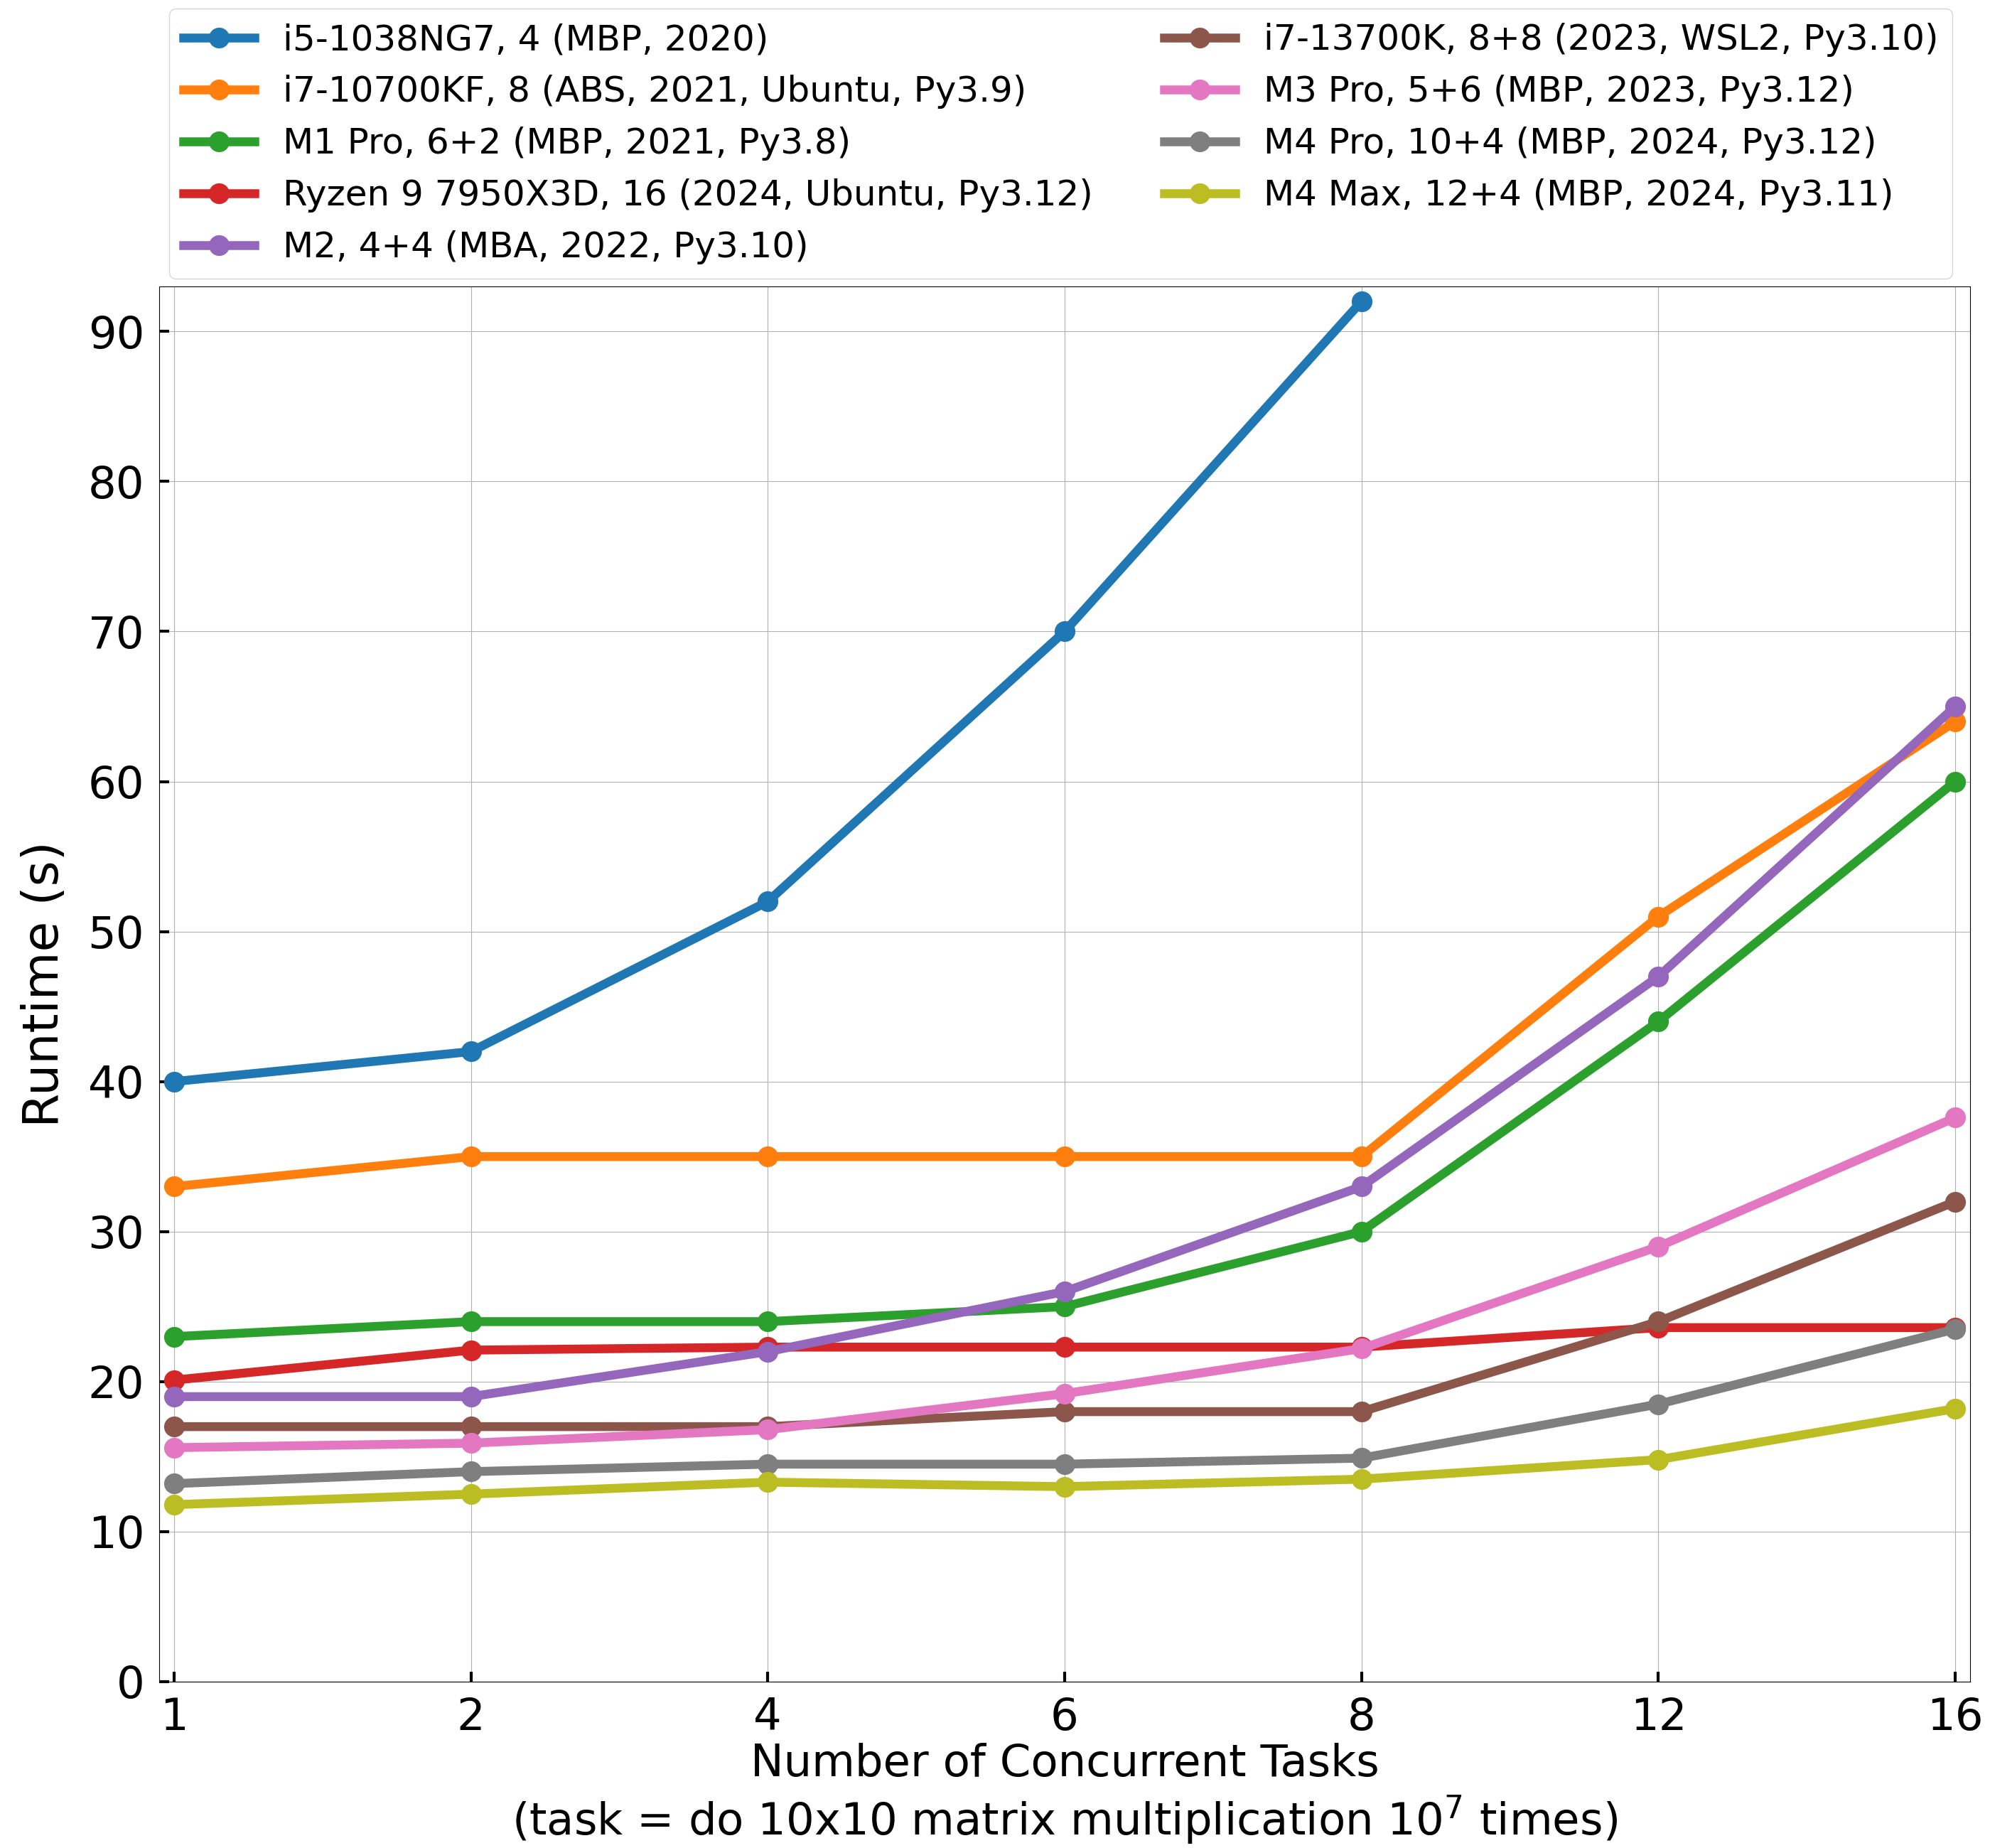 i5-1038NG7, 4 (MBP, 2020)
i7-10700KF, 8 (ABS, 2021, Ubuntu, Py3.9)
M1 Pro, 6+2 (MBP, 2021, Py3.8)
Ryzen 9 7950X3D, 16 (2024, Ubuntu, Py3.12)
M2, 4+4 (MBA, 2022, Py3.10)
i7-13700K, 8+8 (2023, WSL2, Py3.10)
M3 Pro, 5+6 (MBP, 2023, Py3.12)
M4 Pro, 10+4 (MBP, 2024, Py3.12)
M4 Max, 12+4 (MBP, 2024, Py3.11)
Runtime (s)
90
80
70
60
50
40
30
20
10
0
1 2 4 6 8 12 16
Number of Concurrent Tasks
(task = do 10x10 matrix multiplication 10⁷ times)